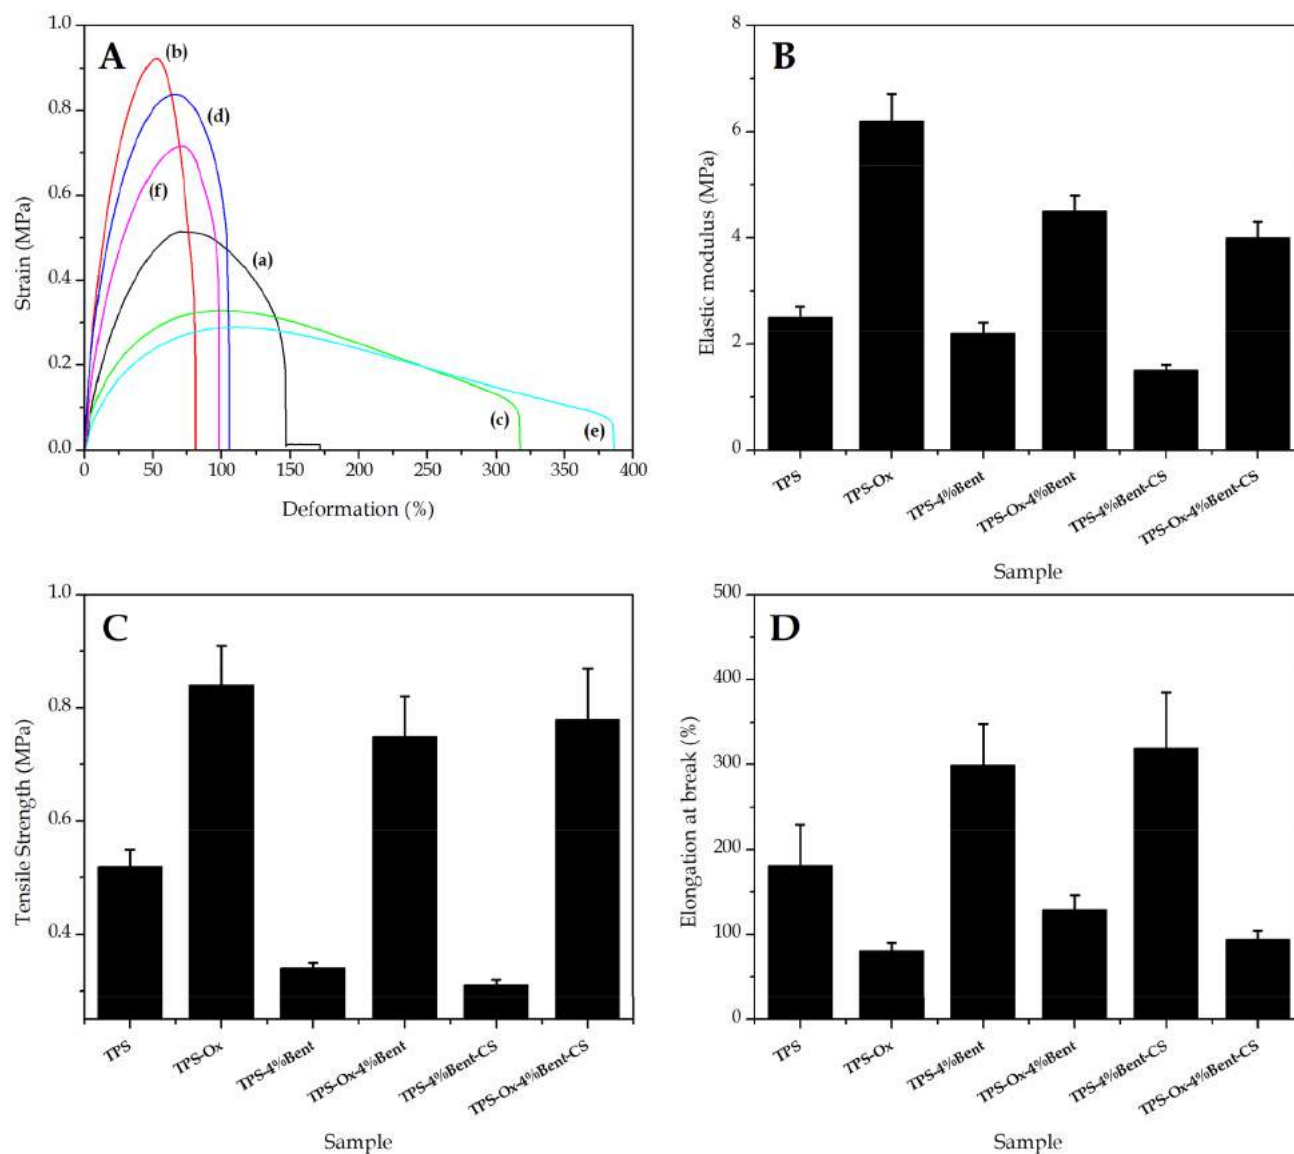 A
1.0
0.8
0.6
0.4
0.2
0.0
Strain (MPa)
(b)
(d)
(f)
(a)
(c)
(e)
0 50 100 150 200 250 300 350 400
Deformation (%)
B
8
6
4
2
0
Elastic modulus (MPa)
TPS
TPS-Ox
TPS-4%Bent
TPS-Ox-4%Bent
TPS-4%Bent-CS
TPS-Ox-4%Bent-CS
Sample
C
1.0
0.8
0.6
0.4
Tensile Strength (MPa)
TPS
TPS-Ox
TPS-4%Bent
TPS-Ox-4%Bent
TPS-4%Bent-CS
TPS-Ox-4%Bent-CS
Sample
D
500
400
300
200
100
0
Elongation at break (%)
TPS
TPS-Ox
TPS-4%Bent
TPS-Ox-4%Bent
TPS-4%Bent-CS
TPS-Ox-4%Bent-CS
Sample